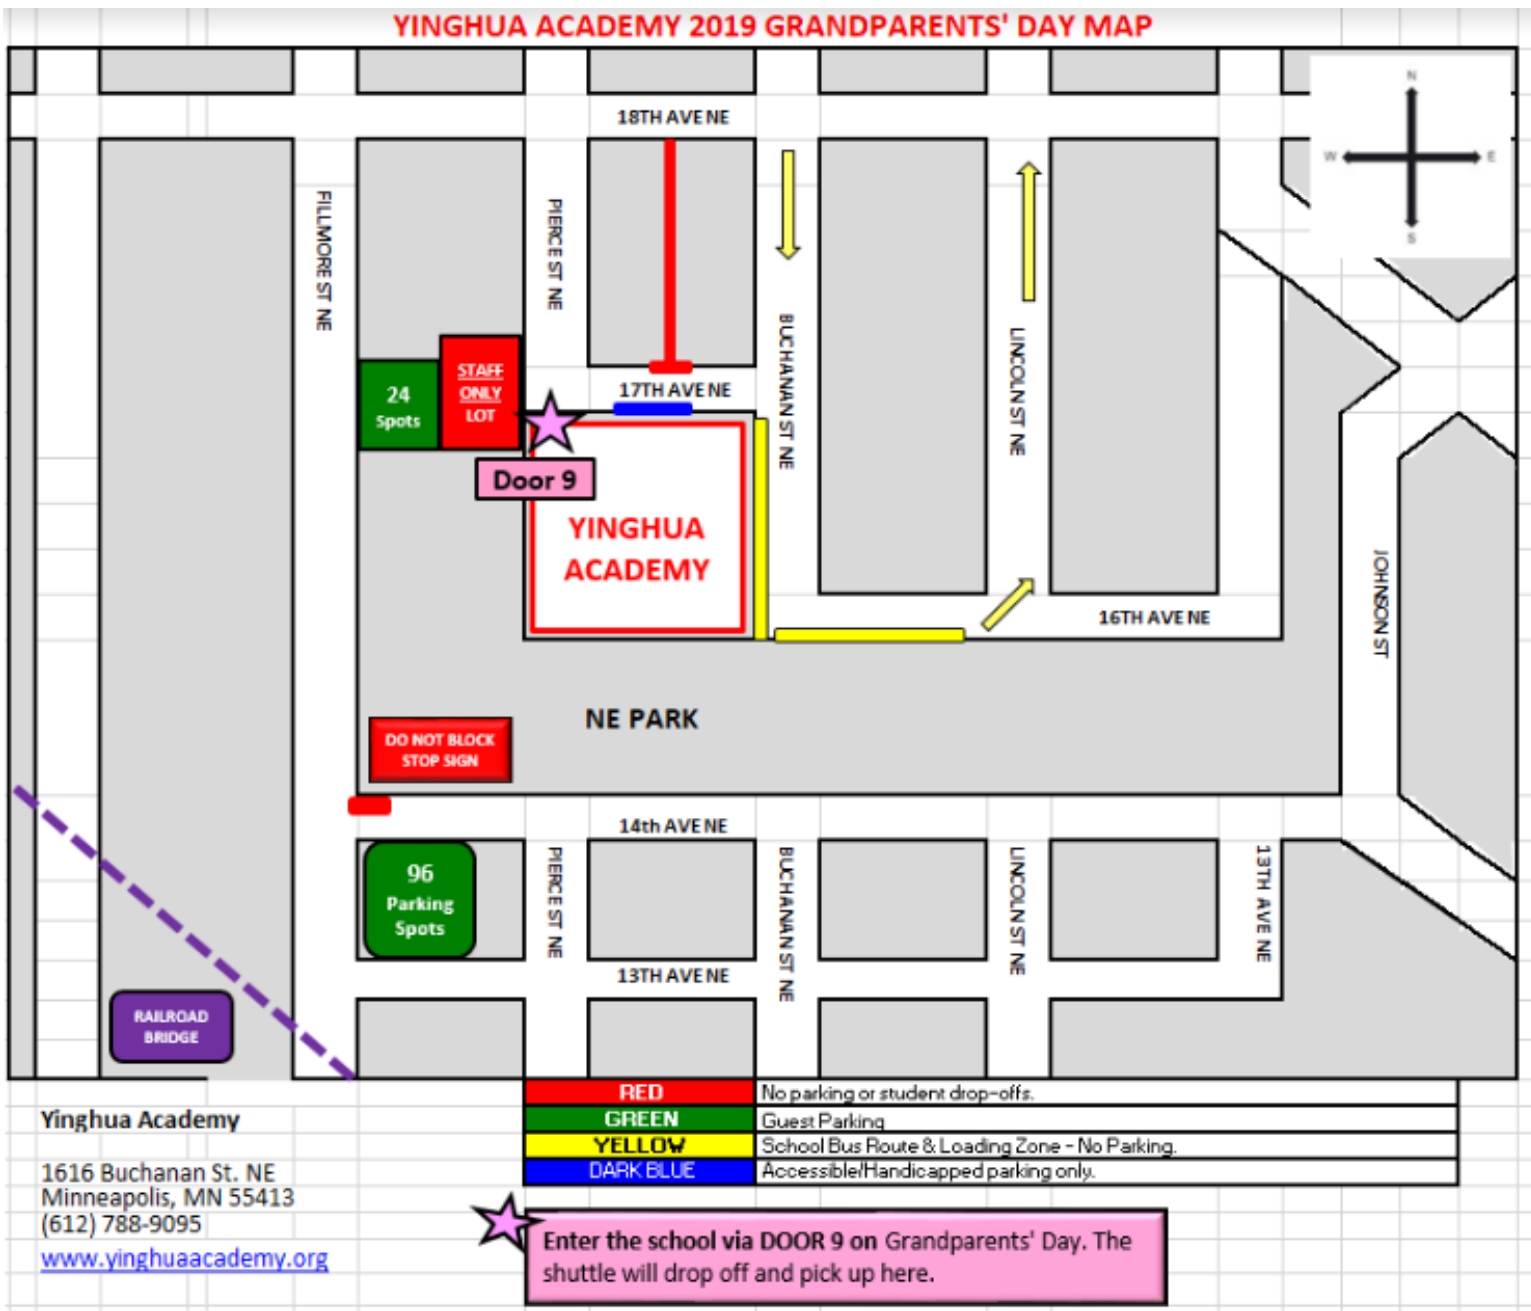 YINGHUA ACADEMY 2019 GRANDPARENTS' DAY MAP
N
W
E
S
18TH AVE NE
FILLMORE ST NE
PIERCE ST NE
BUCHANAN ST NE
LINCOLN ST NE
24
Spots
STAFF
ONLY
LOT
17TH AVE NE
Door 9
YINGHUA
ACADEMY
16TH AVE NE
JOHNSON ST
NE PARK
DO NOT BLOCK
STOP SIGN
14th AVE NE
96
Parking
Spots
PIERCE ST NE
BUCHANAN ST NE
LINCOLN ST NE
13TH AVE NE
13TH AVE NE
RAILROAD
BRIDGE
RED No parking or student drop-offs.
GREEN Guest Parking
YELLOW School Bus Route & Loading Zone - No Parking.
DARK BLUE Accessible/Handicapped parking only.
Yinghua Academy
1616 Buchanan St. NE
Minneapolis, MN 55413
(612) 788-9095
www.yinghuaacademy.org
Enter the school via DOOR 9 on Grandparents' Day. The
shuttle will drop off and pick up here.